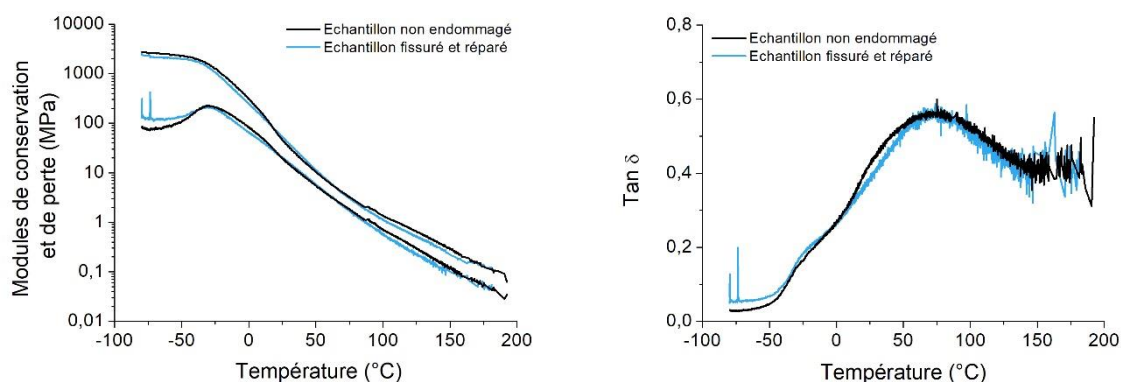 Modules de conservation
et de perte (MPa)
10000
1000
100
10
1
0,1
0,01
-100
-50
0
50
100
150
200
Température (°C)
Echantillon non endommagé
Echantillon fissuré et réparé
Tan δ
0,8
0,6
0,4
0,2
0,0
-100
-50
0
50
100
150
200
Température (°C)
Echantillon non endommagé
Echantillon fissuré et réparé